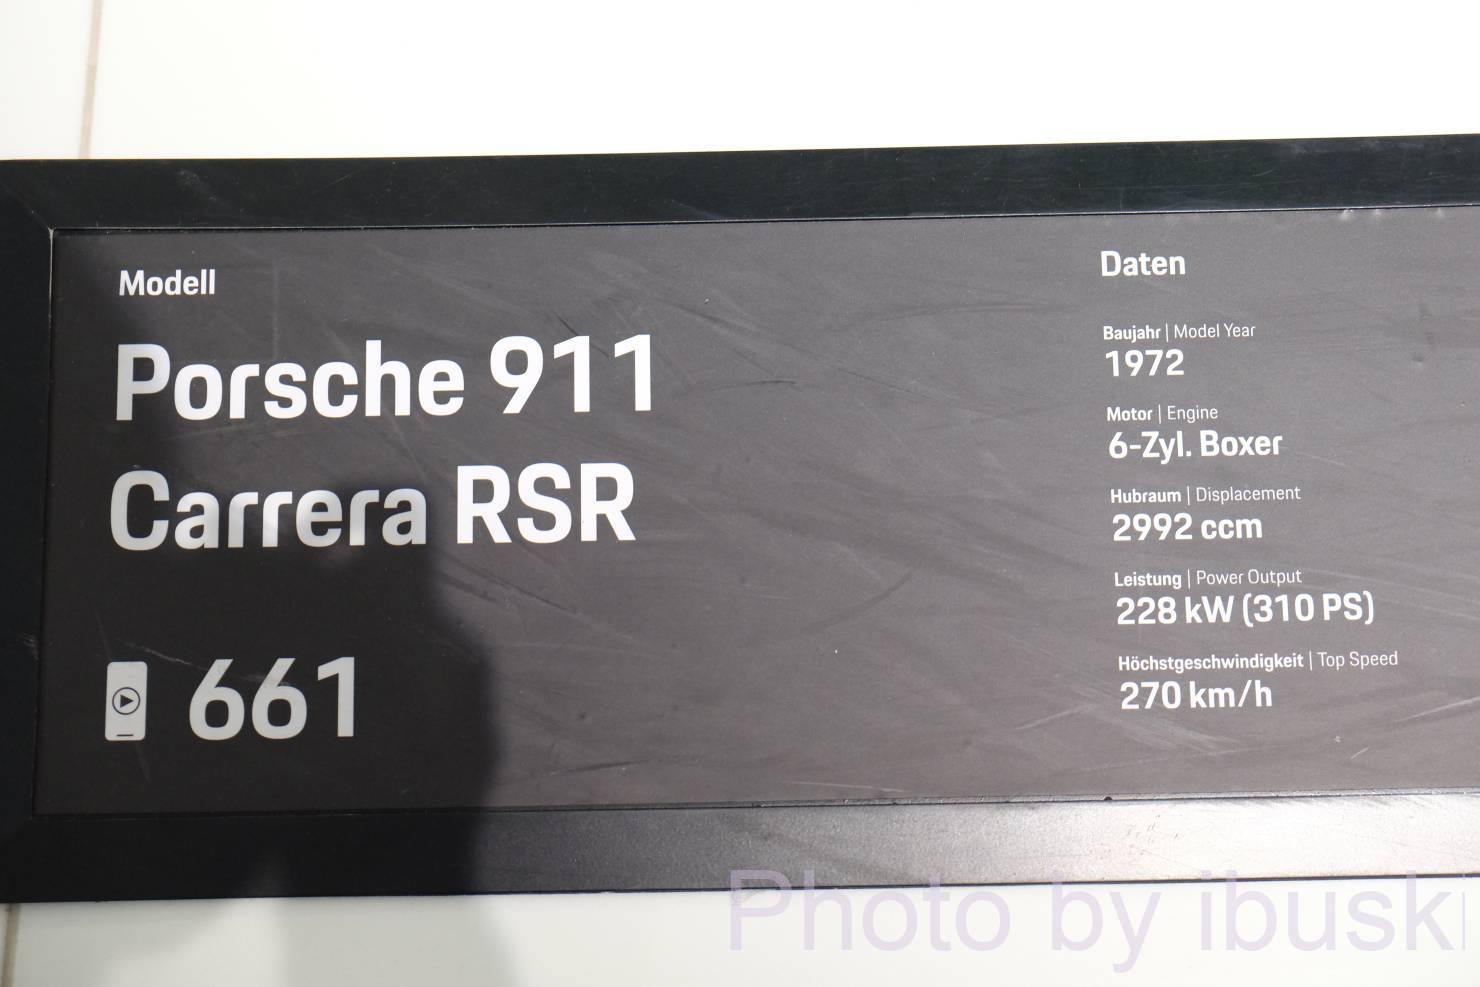 Modell
Porsche 911
Carrera RSR
661
Daten
Baujahr | Model Year
1972
Motor | Engine
6-Zyl. Boxer
Hubraum | Displacement
2992 ccm
Leistung | Power Output
228 kW (310 PS)
Höchstgeschwindigkeit | Top Speed
270 km/h
Photo by ibusk